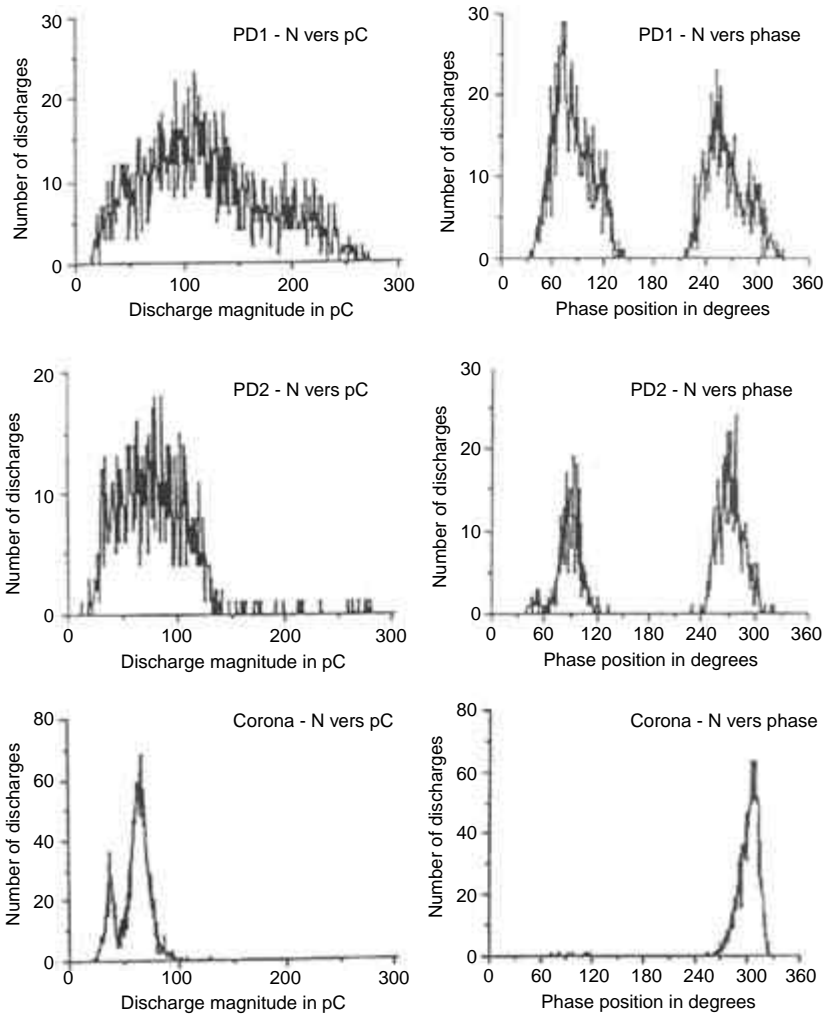 PD1 - N vers pC
Number of discharges
30
20
10
0
0 100 200 300
Discharge magnitude in pC
PD1 - N vers phase
Number of discharges
30
20
10
0
0 60 120 180 240 300 360
Phase position in degrees
PD2 - N vers pC
Number of discharges
20
10
0
0 100 200 300
Discharge magnitude in pC
PD2 - N vers phase
Number of discharges
30
20
10
0
0 60 120 180 240 300 360
Phase position in degrees
Corona - N vers pC
Number of discharges
80
60
40
20
0
0 100 200 300
Discharge magnitude in pC
Corona - N vers phase
Number of discharges
80
60
40
20
0
0 60 120 180 240 300 360
Phase position in degrees